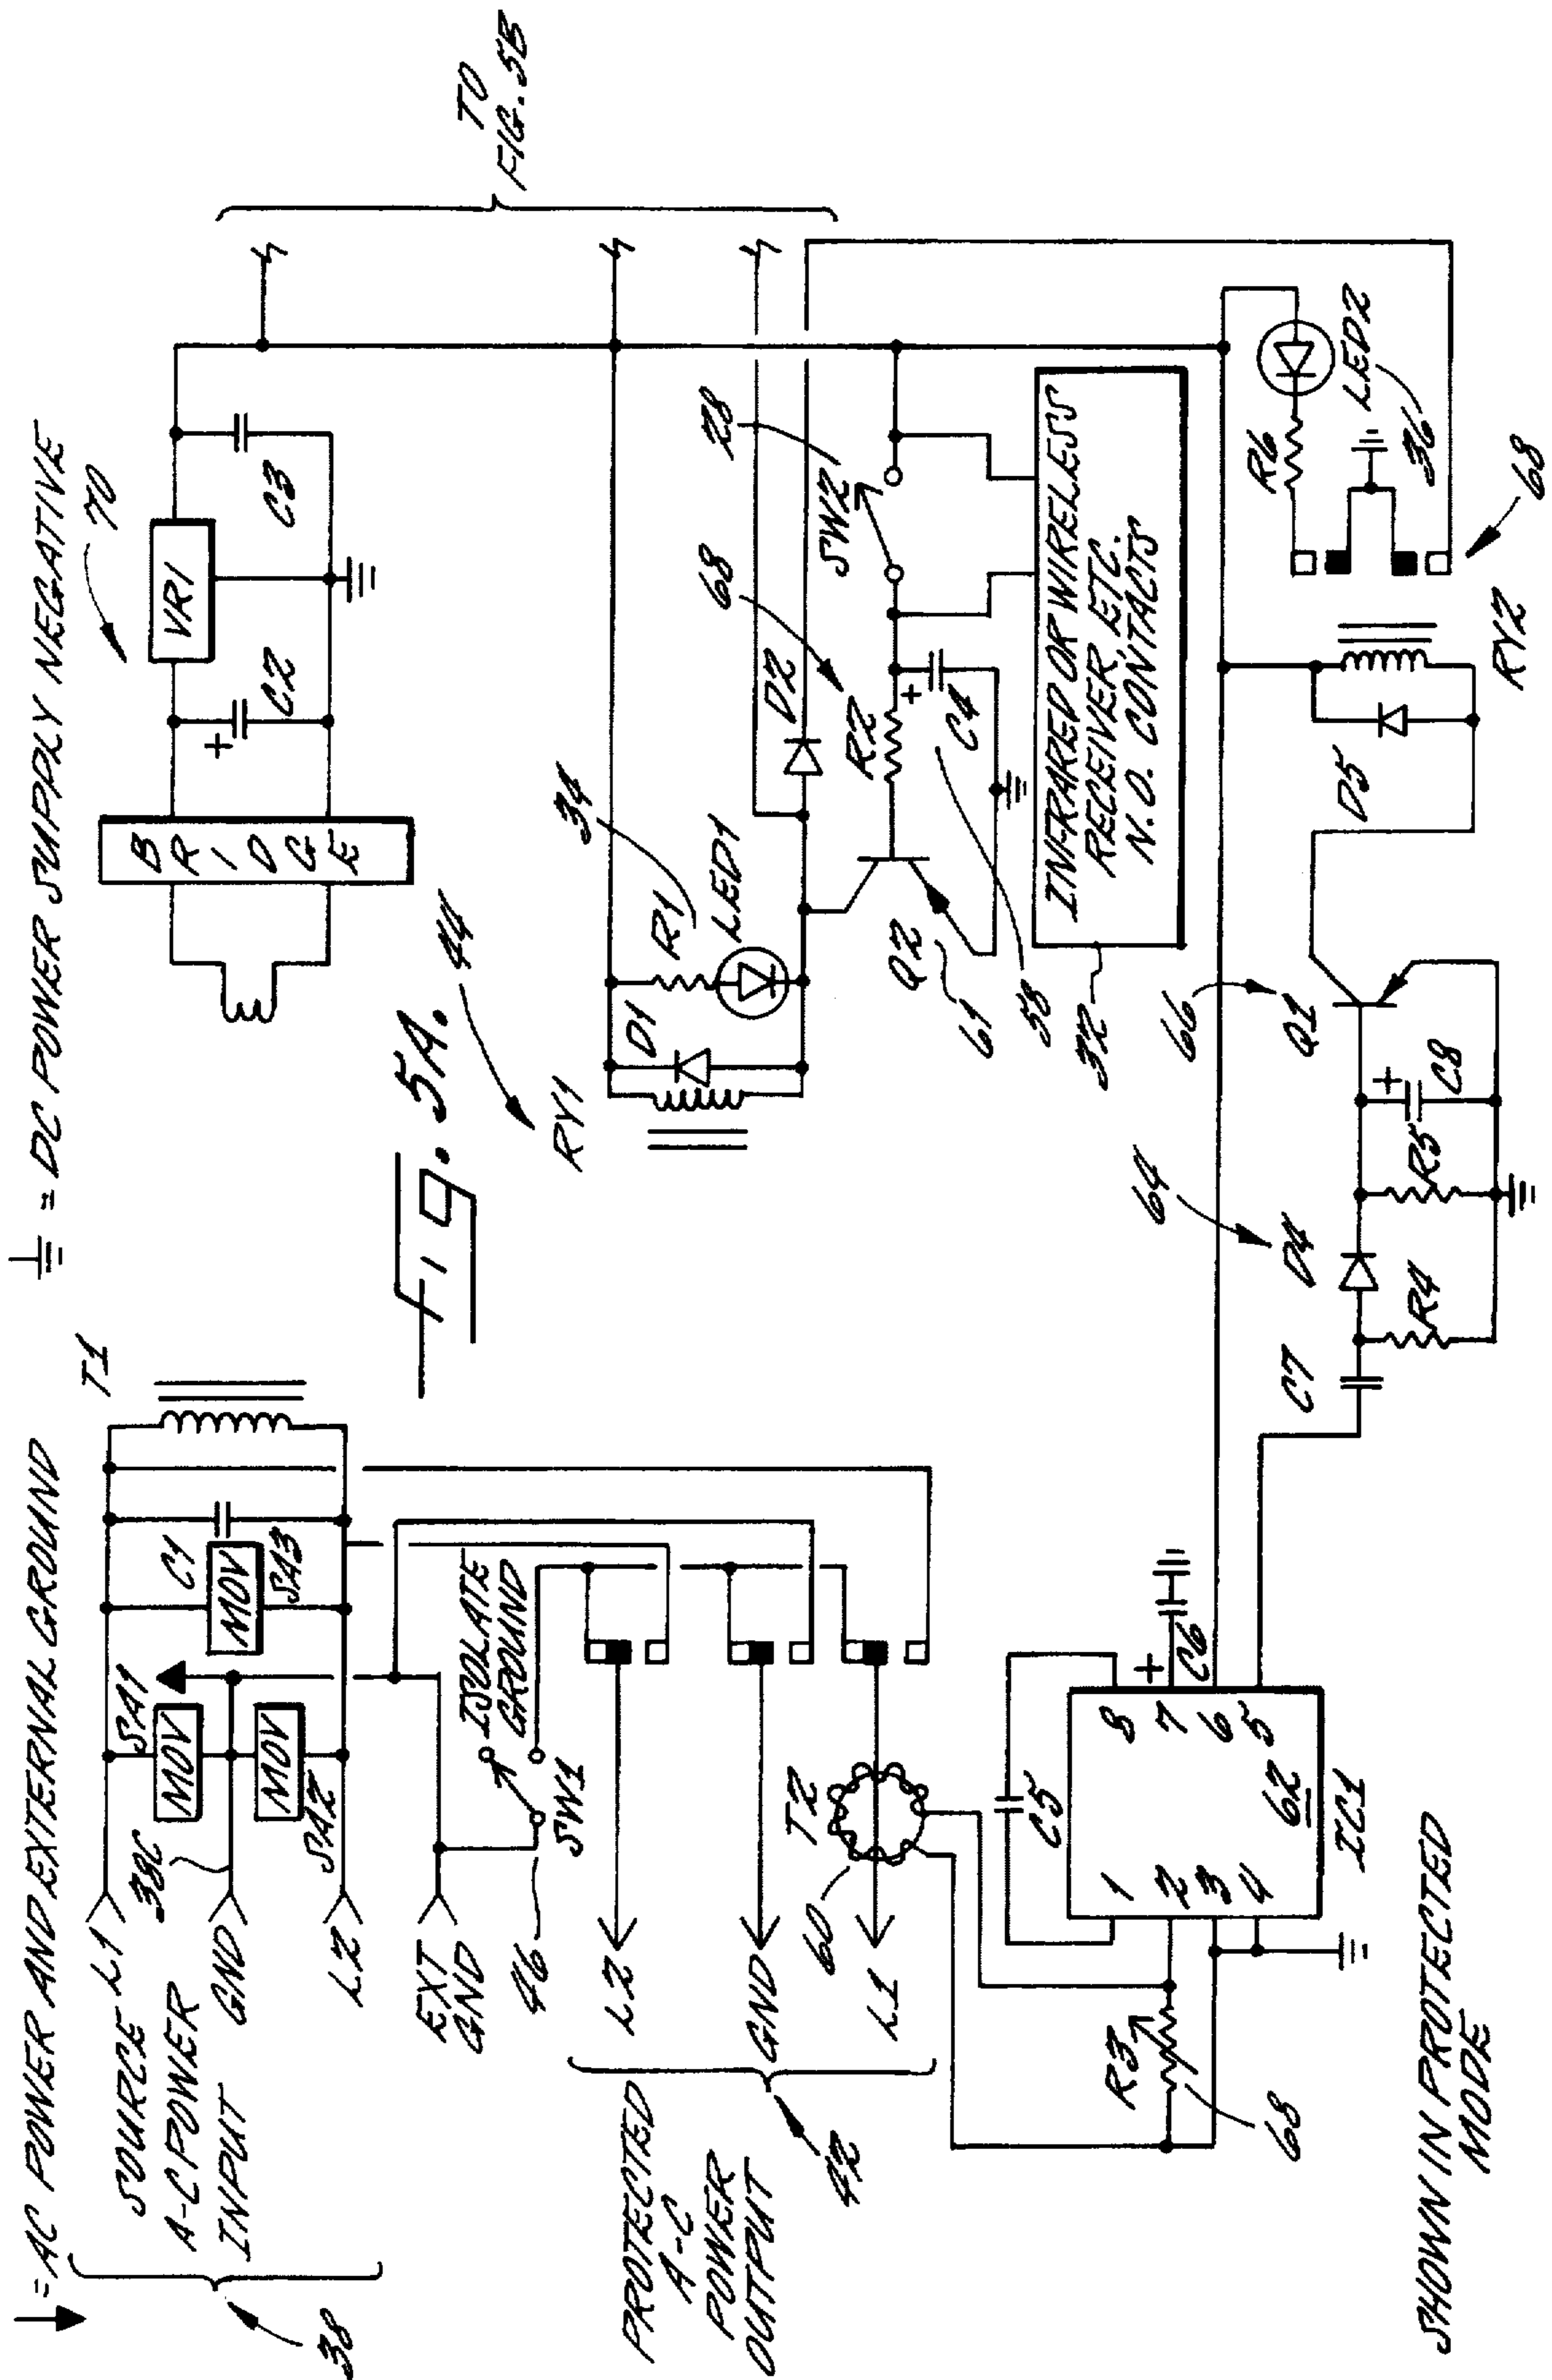 ⏚ = DC POWER SUPPLY NEGATIVE
= AC POWER AND EXTERNAL GROUND
Fig. 5A.
SOURCE
A-C POWER
INPUT
38
L1
GND
L2
38C
SA1
MOV
MOV
SA2
C1
MOV
SA3
T1
EXT
GND
46
SW1
ISOLATE
GROUND
PROTECTED
A-C
POWER
OUTPUT
42
L2
GND
L1
60
T2
B
R
I
D
G
E
C2
+
VR1
C3
70
TO
FIG. 5B
44
RY1
D1
R1
LED1
34
D2
Q2
61
R2
68
C4
+
58
SW2
28
INFRARED OR WIRELESS
RECEIVER, ETC.
N.O. CONTACTS
32
R3
68
C5
1
2
3
4
8
7
6
5
62
IC1
+
C6
C7
R4
D4
64
R5
C8
+
Q1
66
D5
RY2
R6
LED2
36
68
SHOWN IN PROTECTED
MODE